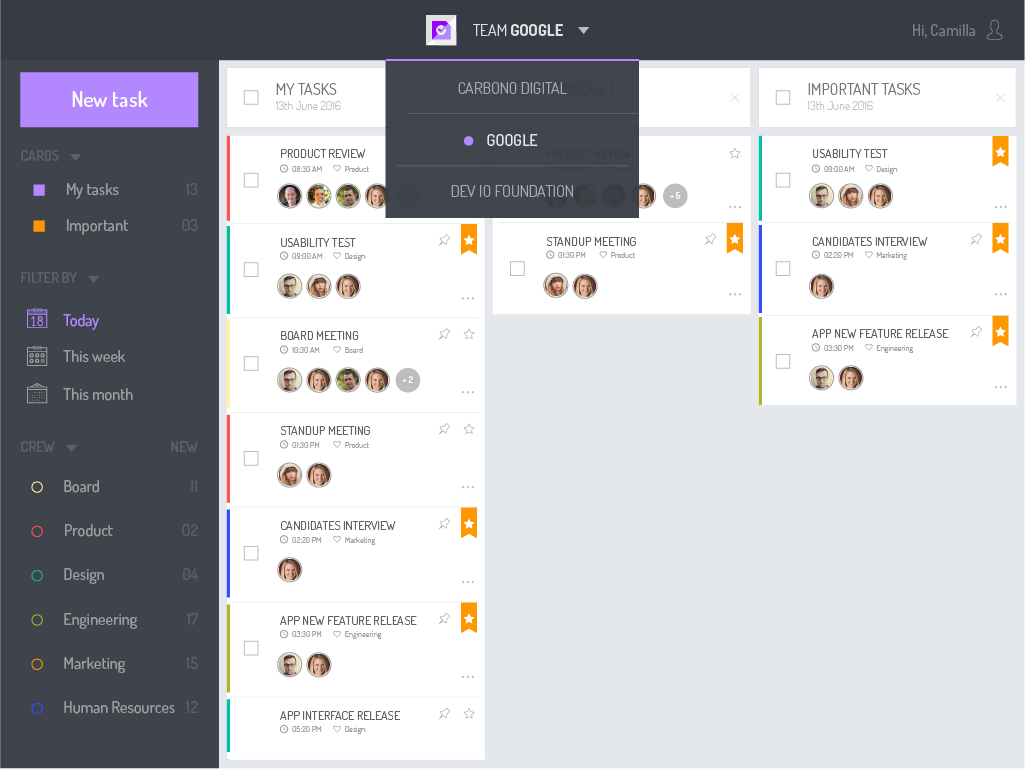 TEAM GOOGLE
Hi, Camilla
CARBONO DIGITAL
GOOGLE
DEV IO FOUNDATION
New task
CARDS
My tasks 13
Important 03
FILTER BY
18 Today
This week
This month
CREW NEW
Board 11
Product 02
Design 04
Engineering 17
Marketing 15
Human Resources 12
MY TASKS
13th June 2016
PRODUCT REVIEW
08:30 AM Product
USABILITY TEST
09:00 AM Design
BOARD MEETING
10:30 AM Board
+2
STANDUP MEETING
01:30 PM Product
CANDIDATES INTERVIEW
02:20 PM Marketing
APP NEW FEATURE RELEASE
03:30 PM Engineering
APP INTERFACE RELEASE
05:20 PM Design
PRODUCT
PRODUCT REVIEW
+5
STANDUP MEETING
01:30 PM Product
IMPORTANT TASKS
13th June 2016
USABILITY TEST
09:00 AM Design
CANDIDATES INTERVIEW
02:20 PM Marketing
APP NEW FEATURE RELEASE
03:30 PM Engineering